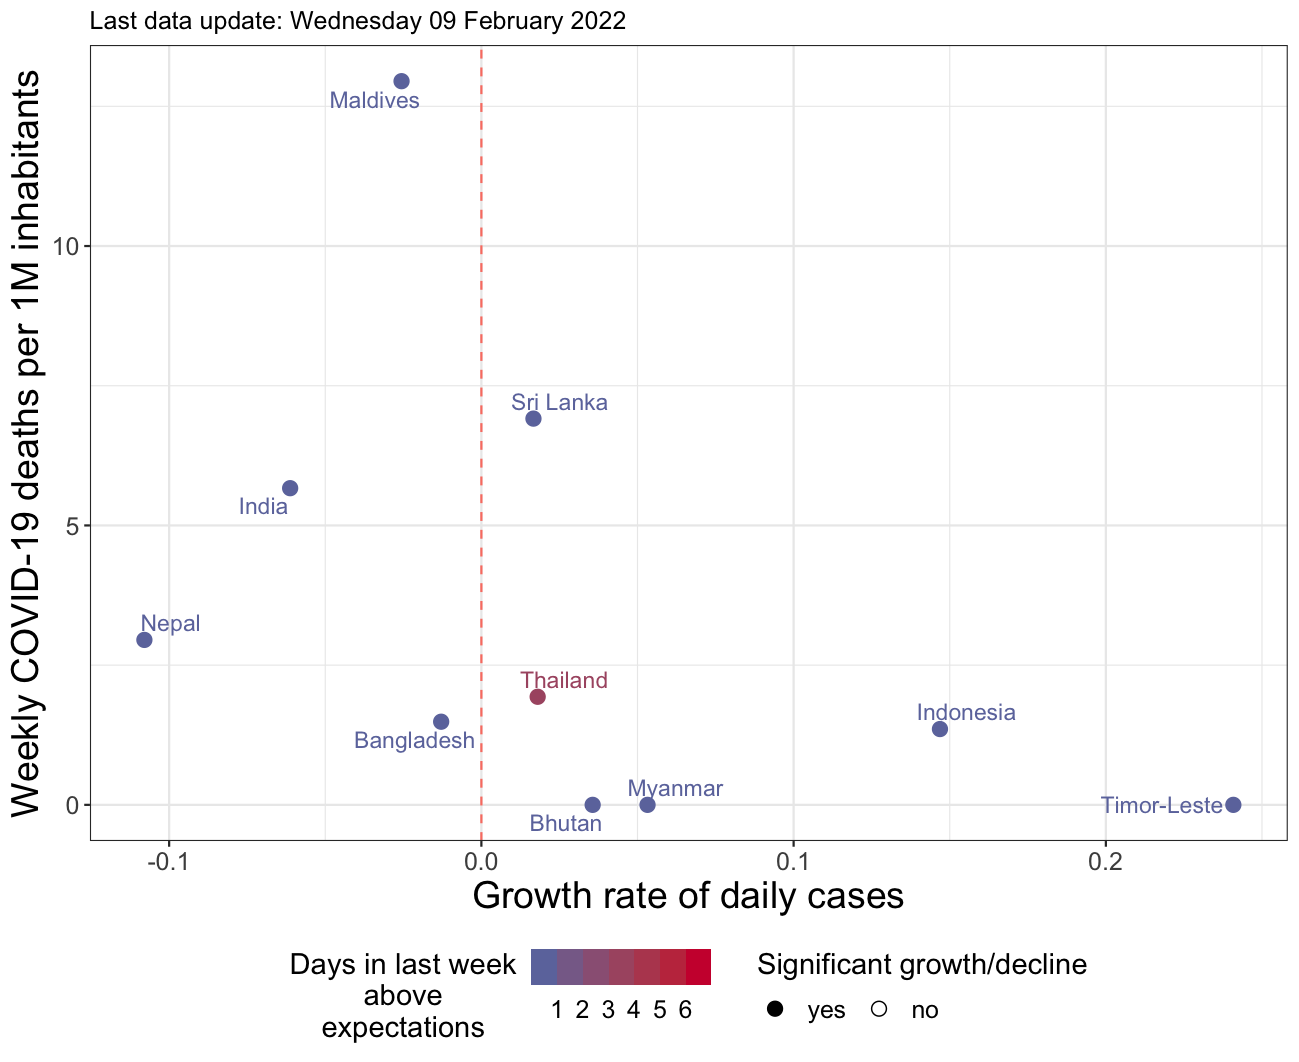 Last data update: Wednesday 09 February 2022
Weekly COVID-19 deaths per 1M inhabitants
10
5
0
Maldives
Sri Lanka
India
Nepal
Thailand
Bangladesh
Indonesia
Myanmar
Timor-Leste
Bhutan
-0.1
0.0
0.1
0.2
Growth rate of daily cases
Days in last week
above
expectations
1 2 3 4 5 6
Significant growth/decline
yes
no